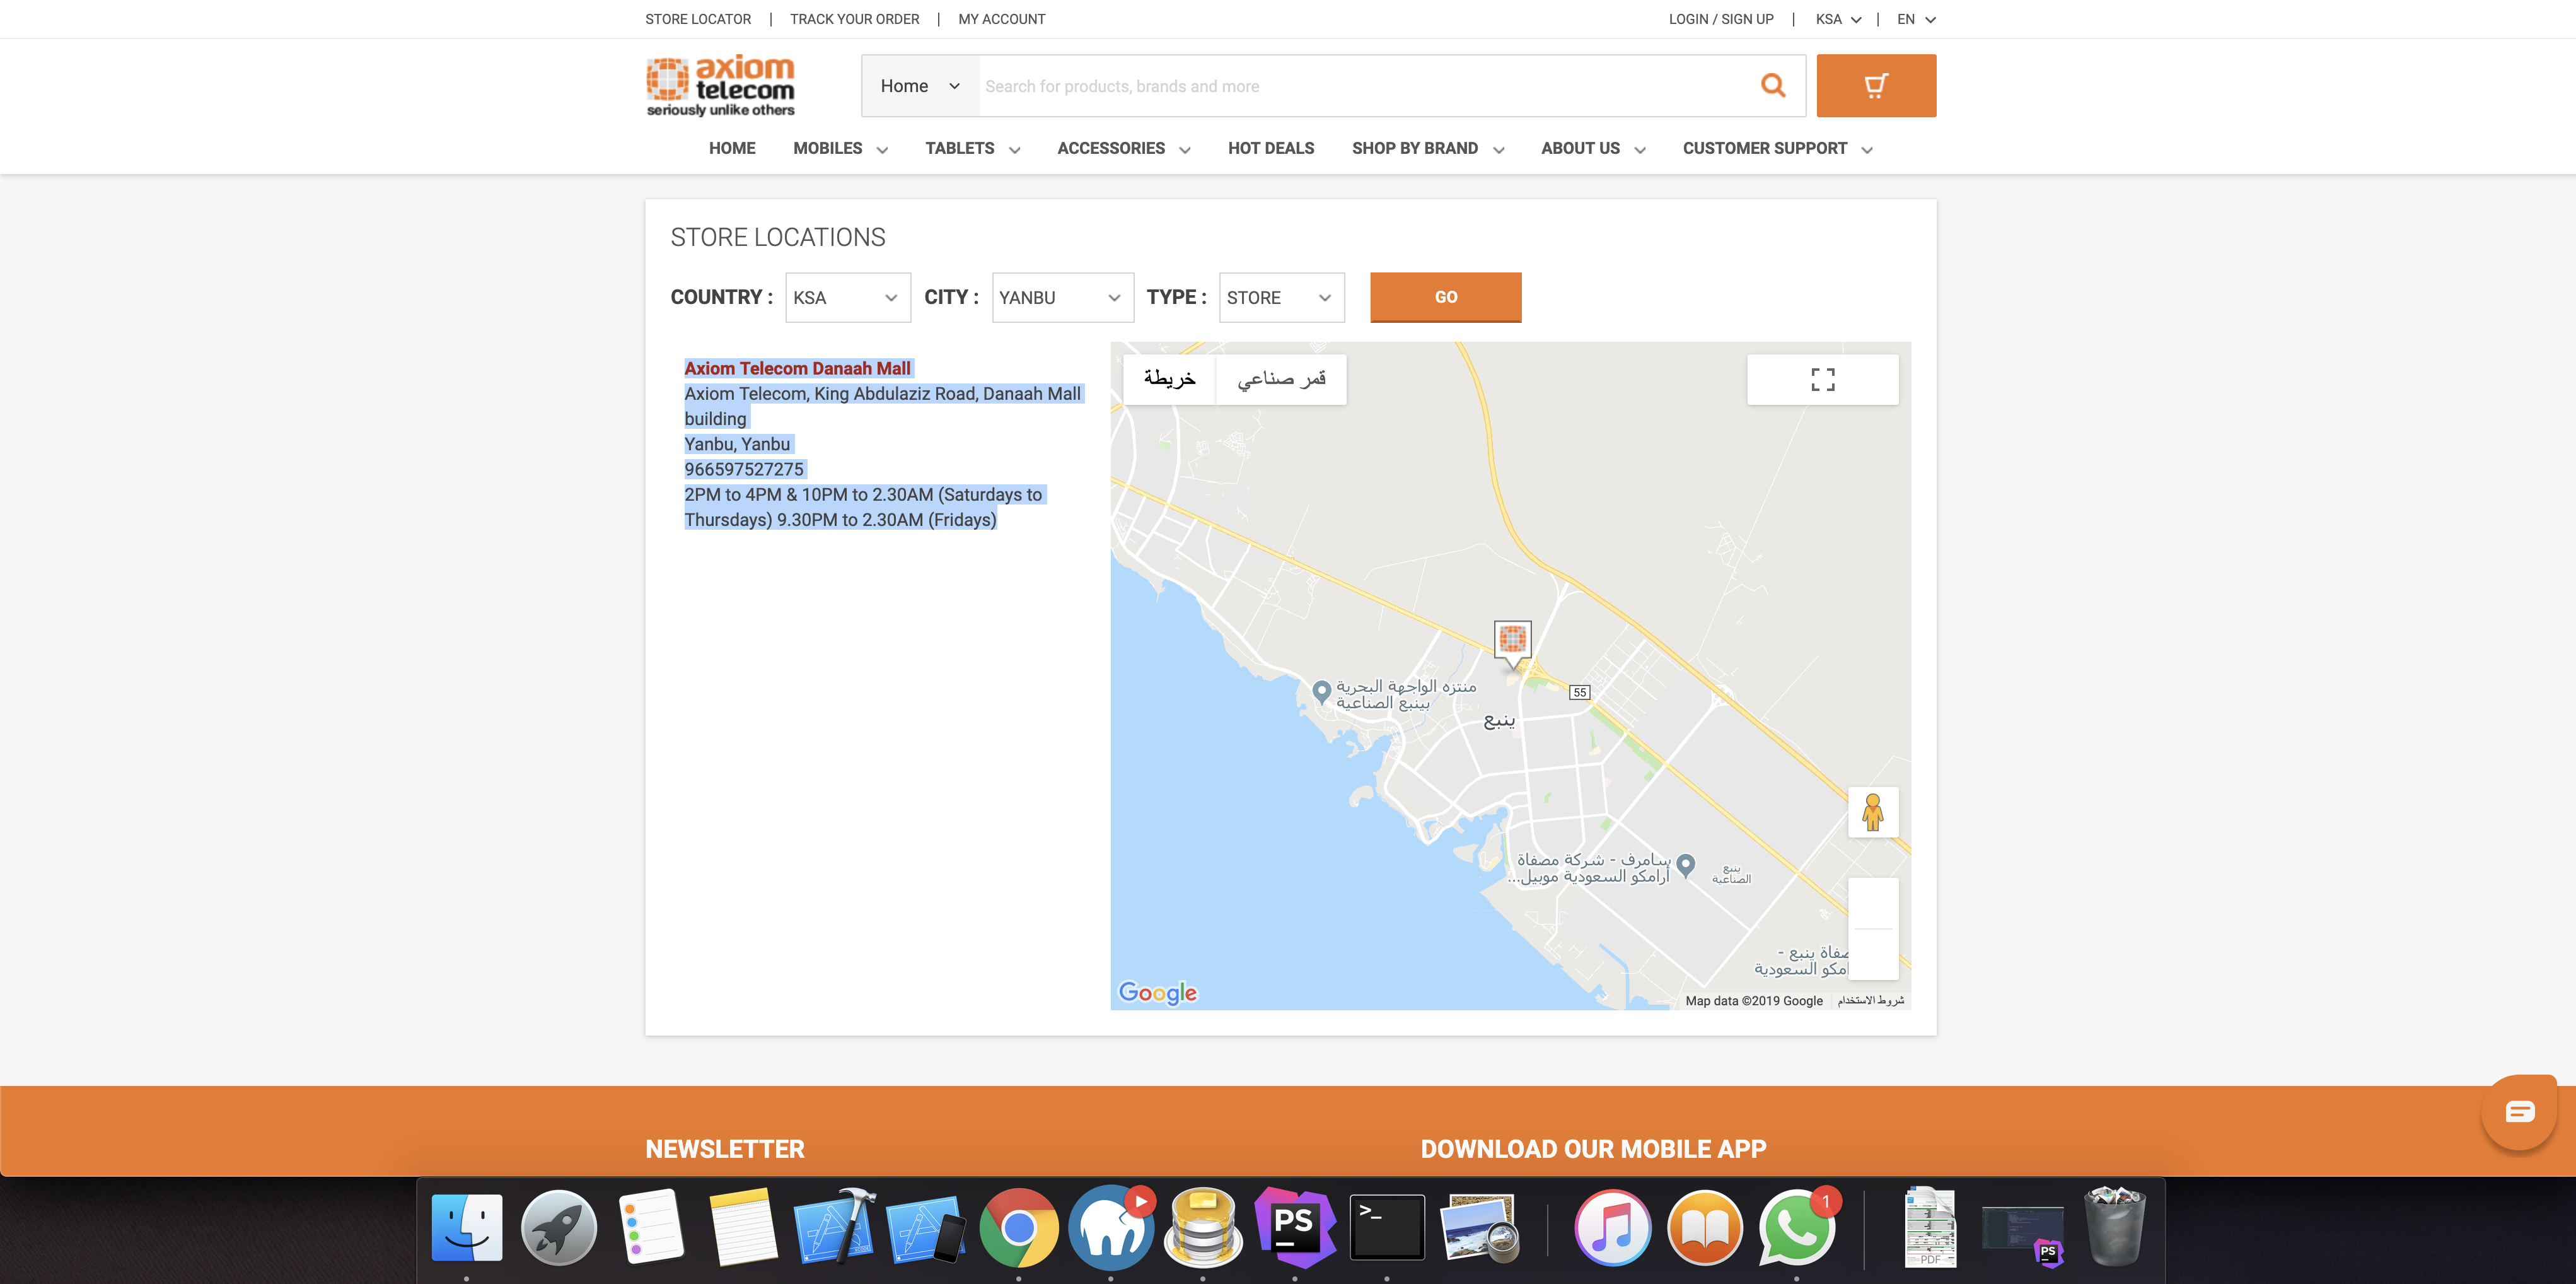 STORE LOCATOR | TRACK YOUR ORDER | MY ACCOUNT
LOGIN / SIGN UP | KSA | EN
axiom
telecom
seriously unlike others
Home
Search for products, brands and more
HOME MOBILES TABLETS ACCESSORIES HOT DEALS SHOP BY BRAND ABOUT US CUSTOMER SUPPORT
STORE LOCATIONS
COUNTRY : KSA CITY : YANBU TYPE : STORE GO
Axiom Telecom Danaah Mall
Axiom Telecom, King Abdulaziz Road, Danaah Mall
building
Yanbu, Yanbu
966597527275
2PM to 4PM & 10PM to 2.30AM (Saturdays to
Thursdays) 9.30PM to 2.30AM (Fridays)
خريطة
قمر صناعي
منتزه الواجهة البحرية
بينبع الصناعية
55
ينبع
سامرف - شركة مصفاة
أرامكو السعودية موبيل...
ينبع
الصناعية
ينبع -
السعودية
Google
Map data ©2019 Google
شروط الاستخدام
NEWSLETTER
DOWNLOAD OUR MOBILE APP
PS
>_
1
PDF
PS